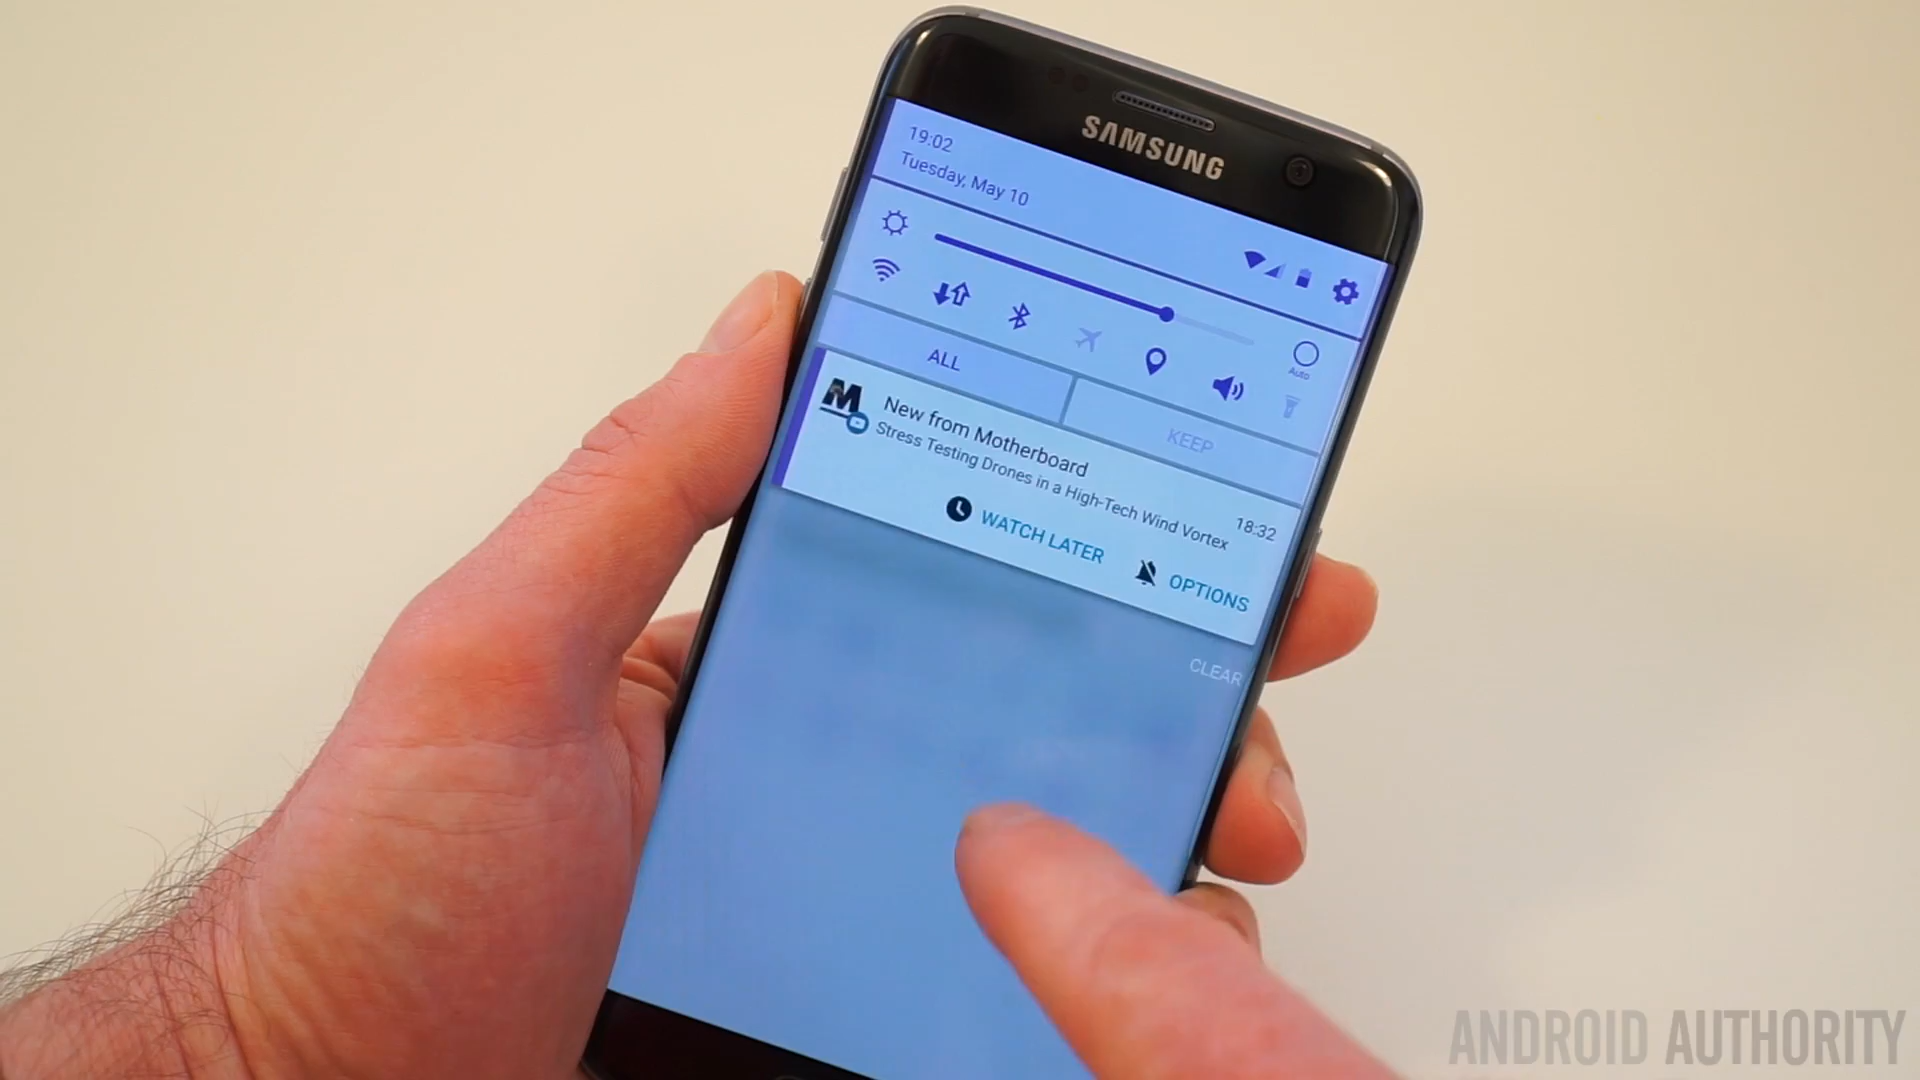 SAMSUNG
19:02
Tuesday, May 10
Auto
ALL
KEEP
M
New from Motherboard
Stress Testing Drones in a High-Tech Wind Vortex
18:32
WATCH LATER
OPTIONS
CLEAR
ANDROID AUTHORITY